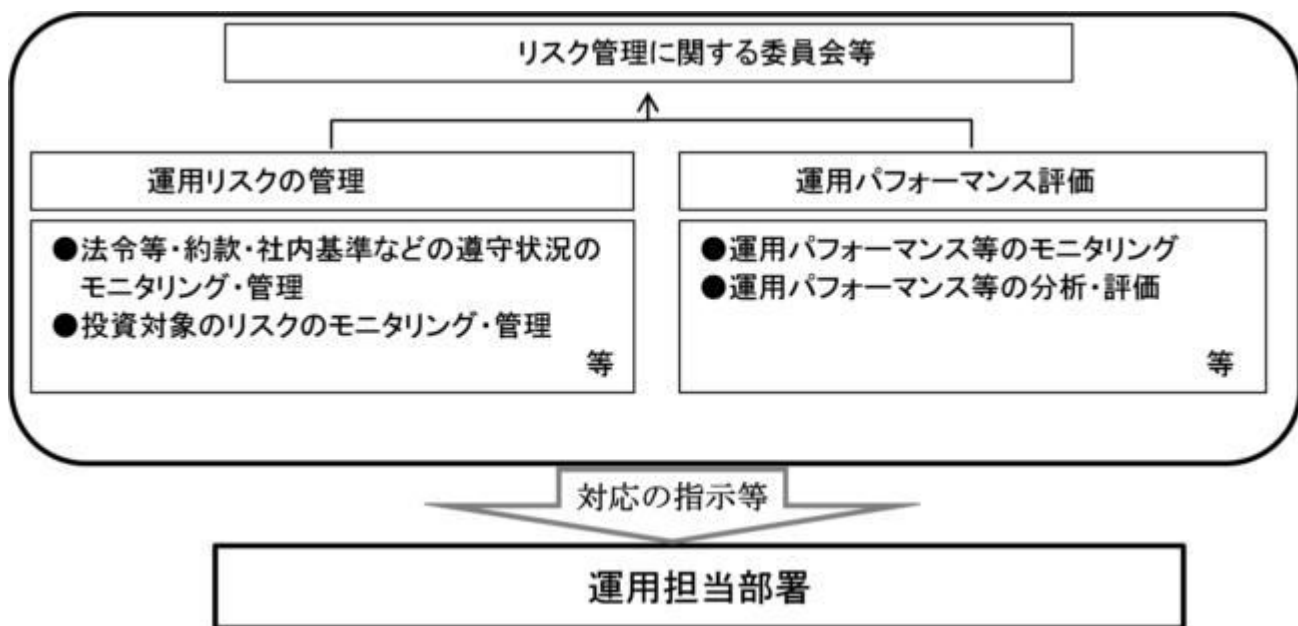 リスク管理に関する委員会等
運用リスクの管理
●法令等・約款・社内基準などの遵守状況の
モニタリング・管理
●投資対象のリスクのモニタリング・管理
等
運用パフォーマンス評価
●運用パフォーマンス等のモニタリング
●運用パフォーマンス等の分析・評価
等
対応の指示等
運用担当部署